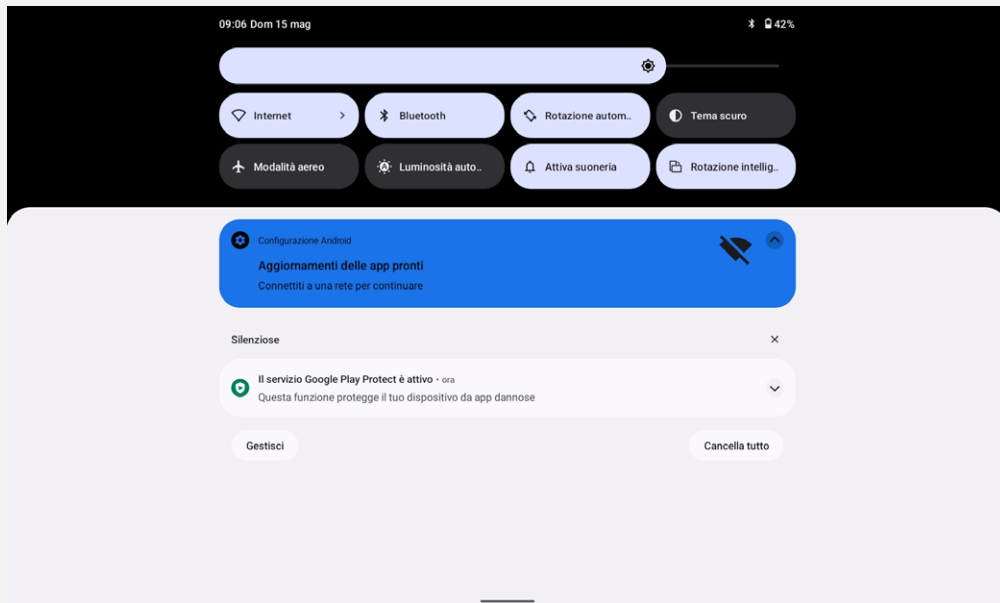 09:06 Dom 15 mag 42%
Internet Bluetooth Rotazione autom.. Tema scuro
Modalità aereo Luminosità auto.. Attiva suoneria Rotazione intellig..
Configurazione Android
Aggiornamenti delle app pronti
Connettiti a una rete per continuare
Silenziose
Il servizio Google Play Protect è attivo • ora
Questa funzione protegge il tuo dispositivo da app dannose
Gestisci Cancella tutto